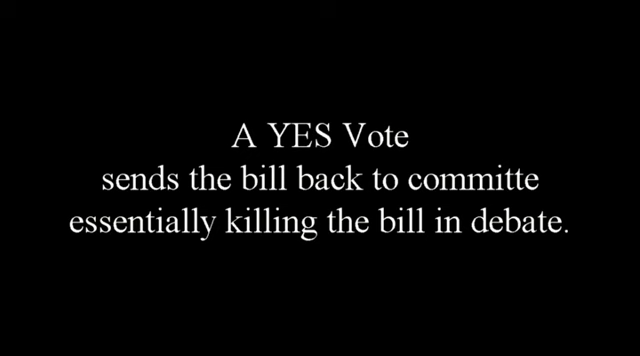 A YES Vote
sends the bill back to committe
essentially killing the bill in debate.